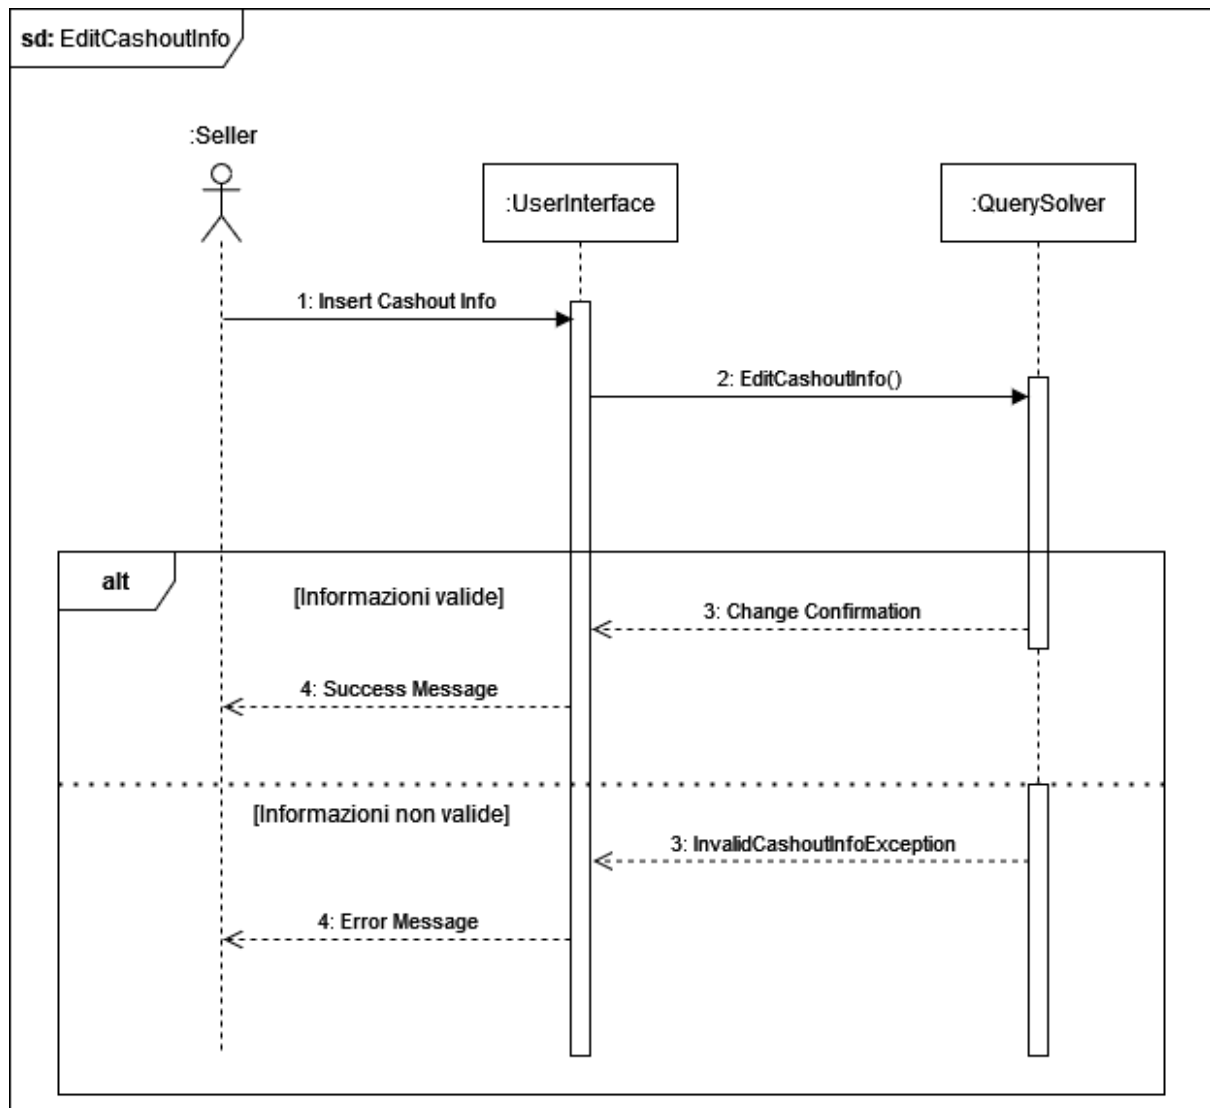 sd: EditCashoutInfo
:Seller
:UserInterface
:QuerySolver
1: Insert Cashout Info
2: EditCashoutInfo()
alt
[Informazioni valide]
3: Change Confirmation
4: Success Message
[Informazioni non valide]
3: InvalidCashoutInfoException
4: Error Message